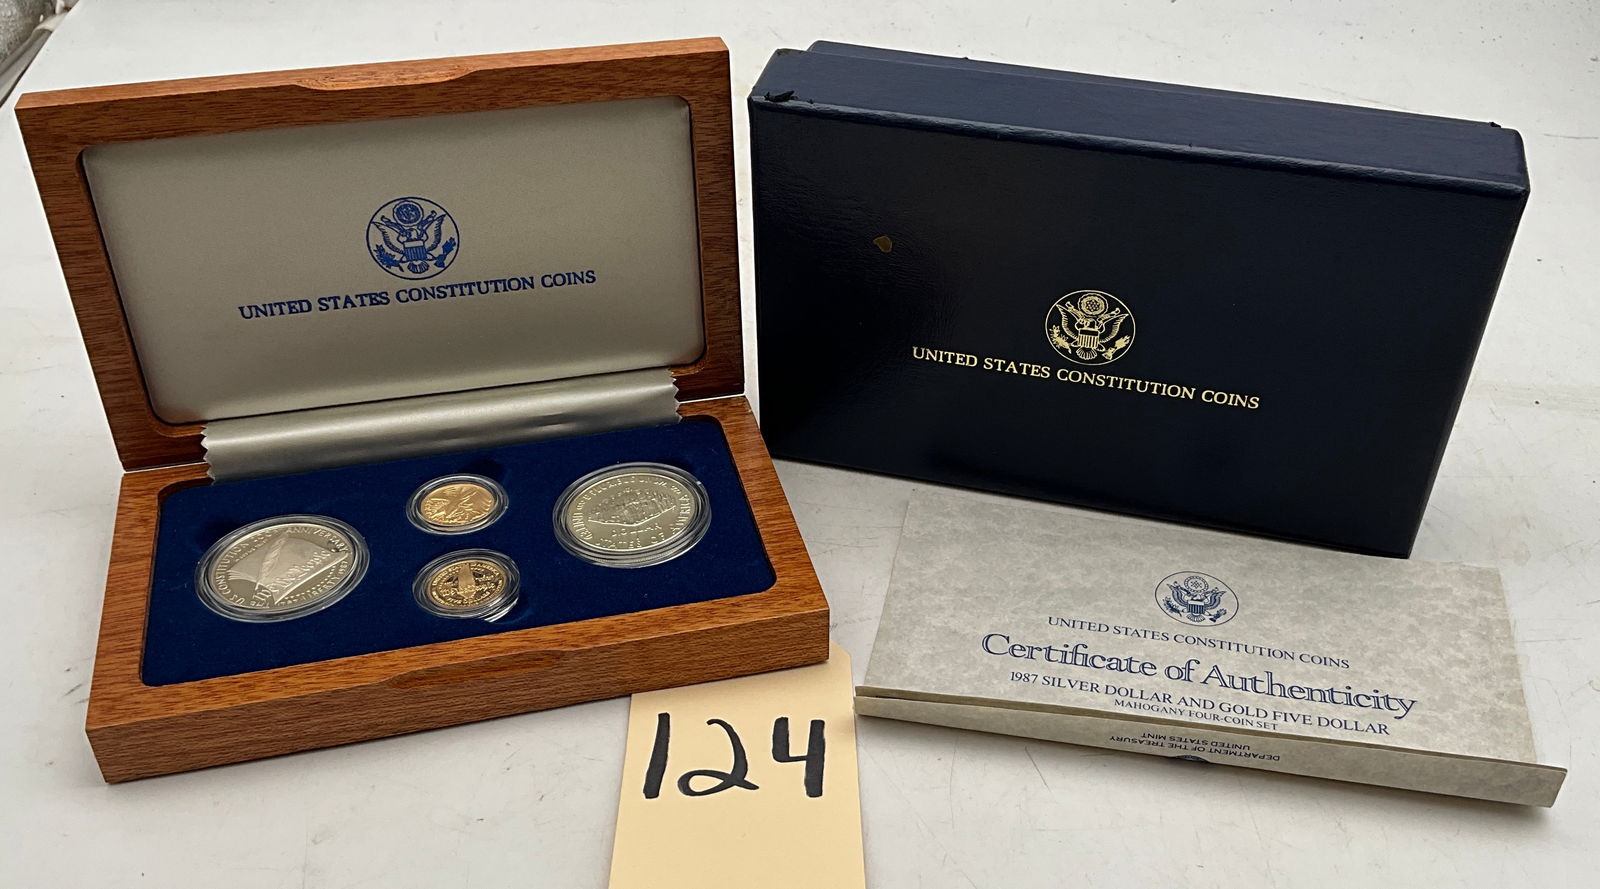 UNITED STATES CONSTITUTION COINS
UNITED STATES CONSTITUTION COINS
124
UNITED STATES CONSTITUTION COINS
Certificate of Authenticity
1987 SILVER DOLLAR AND GOLD FIVE DOLLAR
MAHOGANY FOUR-COIN SET
DEPARTMENT OF THE TREASURY
UNITED STATES MINT